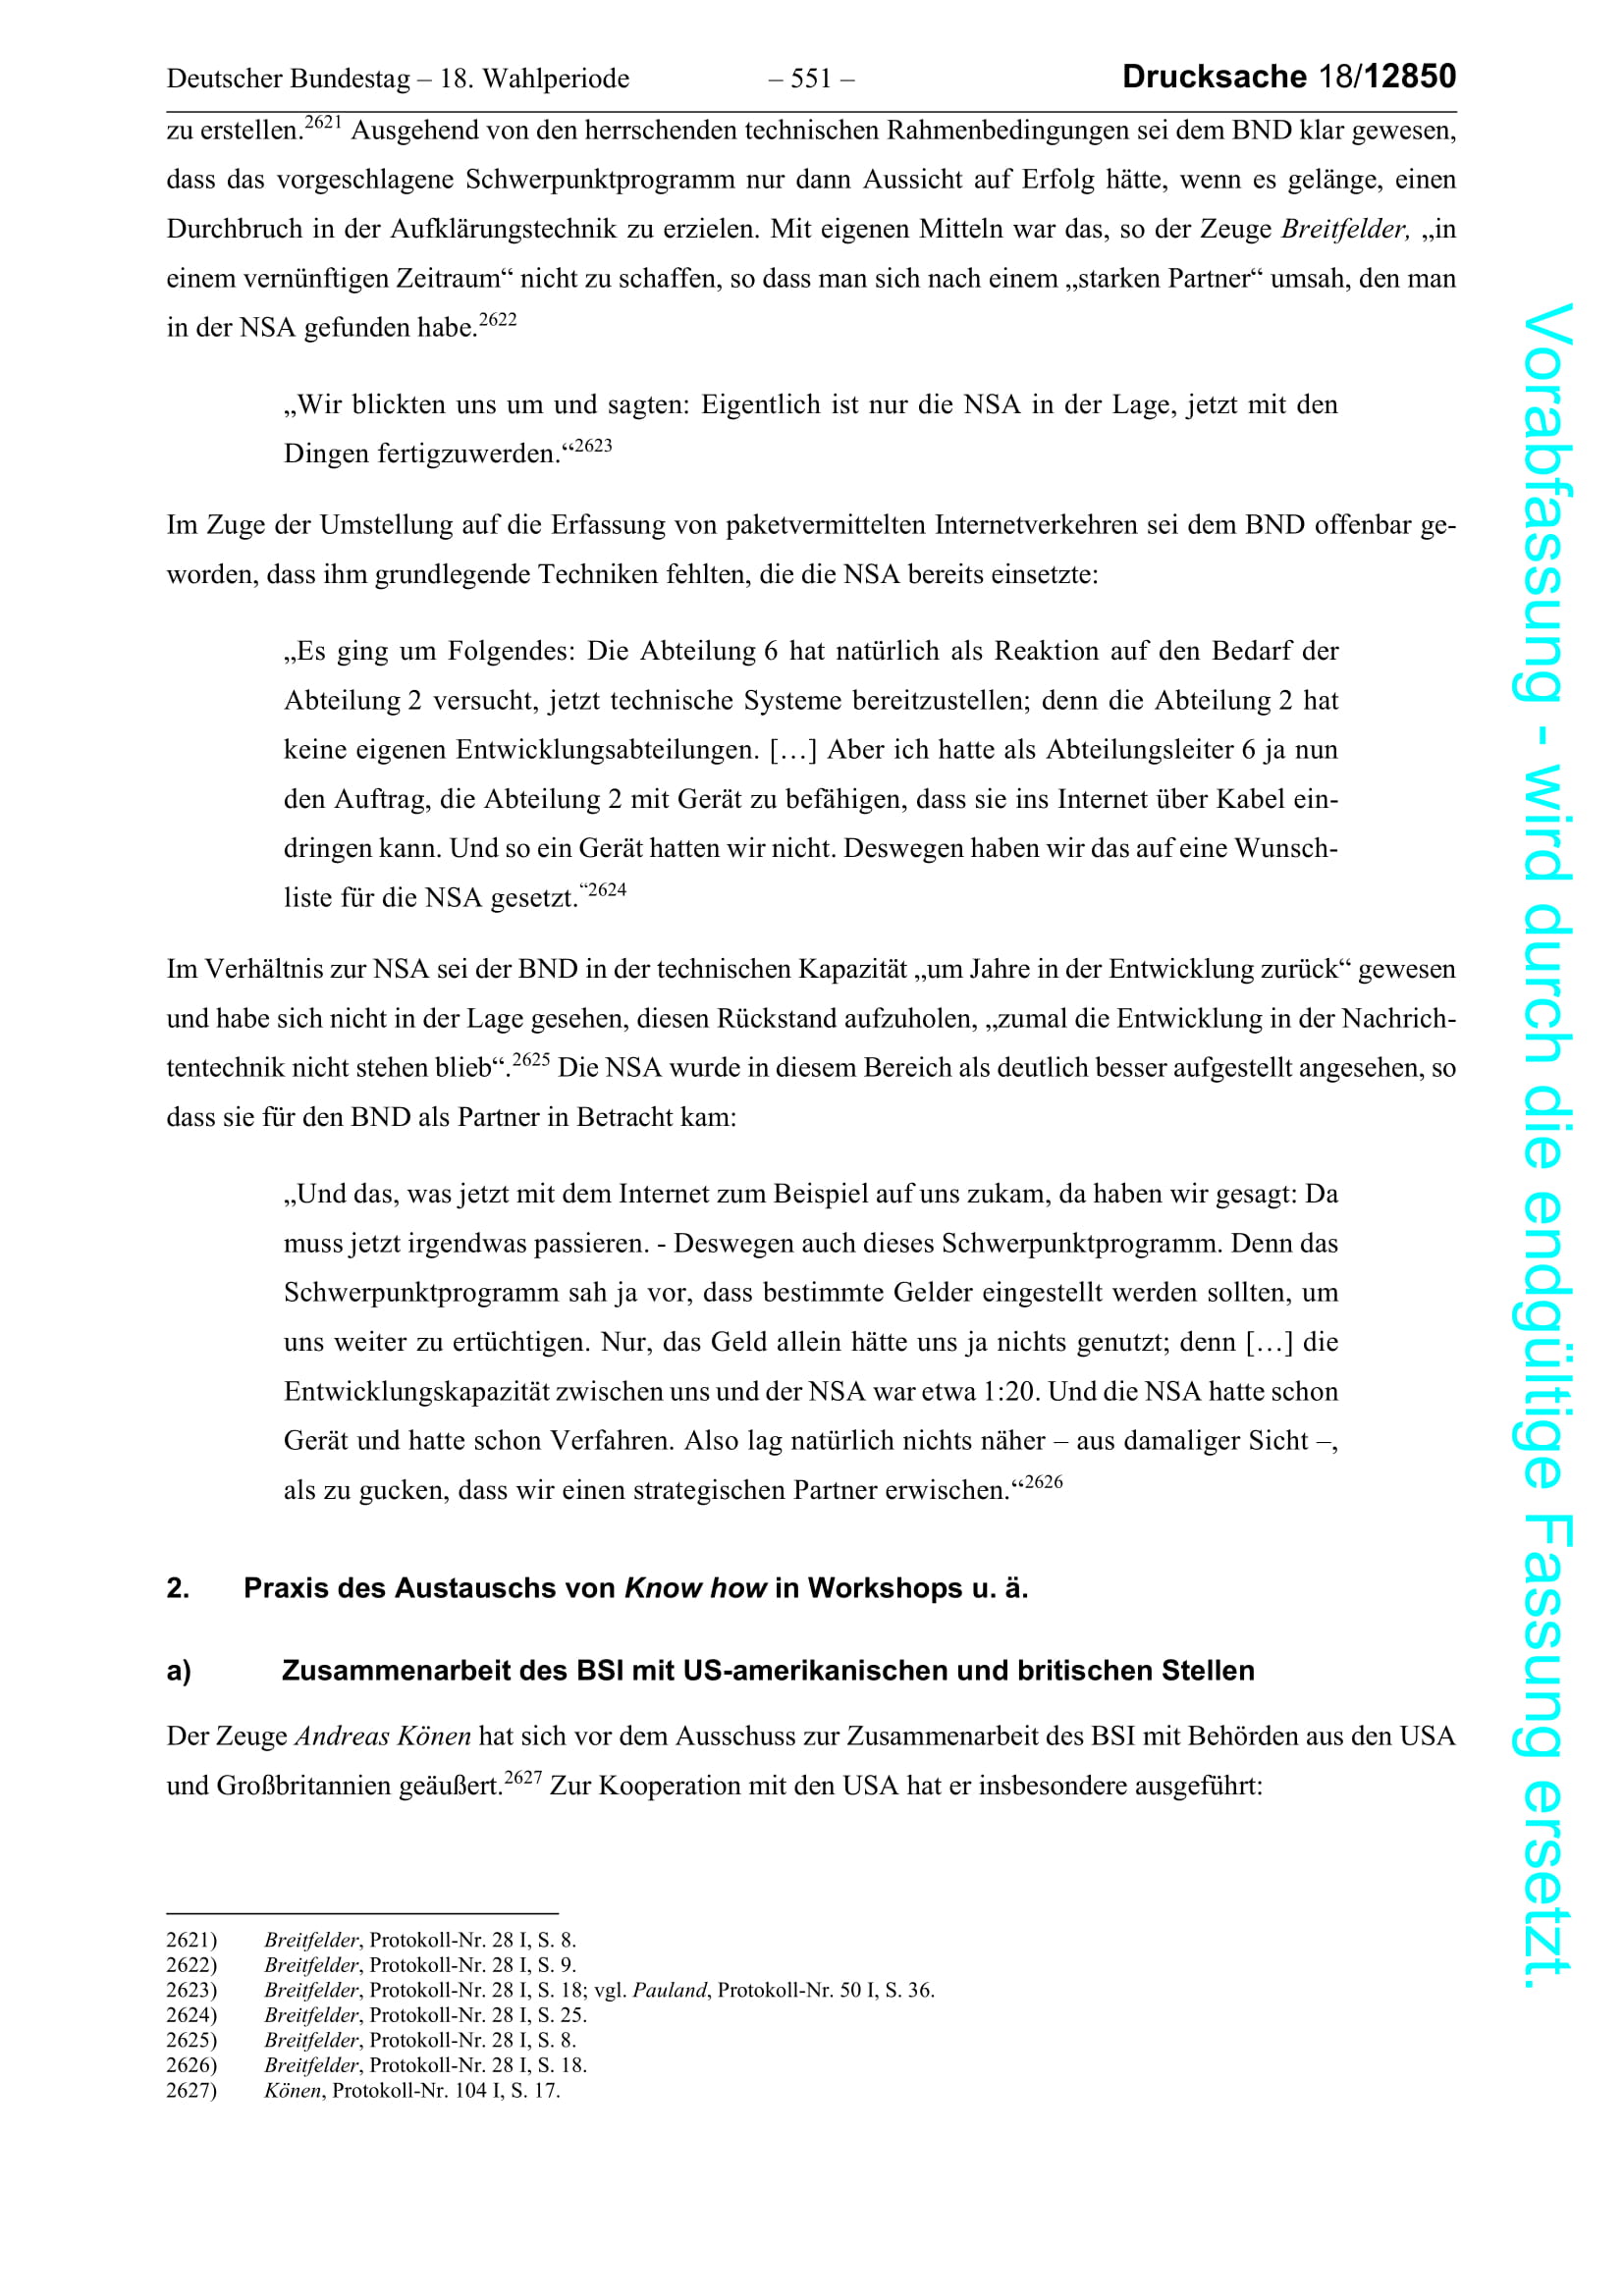 Deutscher Bundestag – 18. Wahlperiode – 551 – Drucksache 18/12850
zu erstellen.2621 Ausgehend von den herrschenden technischen Rahmenbedingungen sei dem BND klar gewesen,
dass das vorgeschlagene Schwerpunktprogramm nur dann Aussicht auf Erfolg hätte, wenn es gelänge, einen
Durchbruch in der Aufklärungstechnik zu erzielen. Mit eigenen Mitteln war das, so der Zeuge Breitfelder, „in
einem vernünftigen Zeitraum“ nicht zu schaffen, so dass man sich nach einem „starken Partner“ umsah, den man
in der NSA gefunden habe.2622
„Wir blickten uns um und sagten: Eigentlich ist nur die NSA in der Lage, jetzt mit den
Dingen fertigzuwerden.“2623
Im Zuge der Umstellung auf die Erfassung von paketvermittelten Internetverkehren sei dem BND offenbar ge-
worden, dass ihm grundlegende Techniken fehlten, die die NSA bereits einsetzte:
„Es ging um Folgendes: Die Abteilung 6 hat natürlich als Reaktion auf den Bedarf der
Abteilung 2 versucht, jetzt technische Systeme bereitzustellen; denn die Abteilung 2 hat
keine eigenen Entwicklungsabteilungen. […] Aber ich hatte als Abteilungsleiter 6 ja nun
den Auftrag, die Abteilung 2 mit Gerät zu befähigen, dass sie ins Internet über Kabel ein-
dringen kann. Und so ein Gerät hatten wir nicht. Deswegen haben wir das auf eine Wunsch-
liste für die NSA gesetzt.“2624
Im Verhältnis zur NSA sei der BND in der technischen Kapazität „um Jahre in der Entwicklung zurück“ gewesen
und habe sich nicht in der Lage gesehen, diesen Rückstand aufzuholen, „zumal die Entwicklung in der Nachrich-
tentechnik nicht stehen blieb“.2625 Die NSA wurde in diesem Bereich als deutlich besser aufgestellt angesehen, so
dass sie für den BND als Partner in Betracht kam:
„Und das, was jetzt mit dem Internet zum Beispiel auf uns zukam, da haben wir gesagt: Da
muss jetzt irgendwas passieren. - Deswegen auch dieses Schwerpunktprogramm. Denn das
Schwerpunktprogramm sah ja vor, dass bestimmte Gelder eingestellt werden sollten, um
uns weiter zu ertüchtigen. Nur, das Geld allein hätte uns ja nichts genutzt; denn […] die
Entwicklungskapazität zwischen uns und der NSA war etwa 1:20. Und die NSA hatte schon
Gerät und hatte schon Verfahren. Also lag natürlich nichts näher – aus damaliger Sicht –,
als zu gucken, dass wir einen strategischen Partner erwischen.“2626
2. Praxis des Austauschs von Know how in Workshops u. ä.
a) Zusammenarbeit des BSI mit US-amerikanischen und britischen Stellen
Der Zeuge Andreas Könen hat sich vor dem Ausschuss zur Zusammenarbeit des BSI mit Behörden aus den USA
und Großbritannien geäußert.2627 Zur Kooperation mit den USA hat er insbesondere ausgeführt:
2621) Breitfelder, Protokoll-Nr. 28 I, S. 8.
2622) Breitfelder, Protokoll-Nr. 28 I, S. 9.
2623) Breitfelder, Protokoll-Nr. 28 I, S. 18; vgl. Pauland, Protokoll-Nr. 50 I, S. 36.
2624) Breitfelder, Protokoll-Nr. 28 I, S. 25.
2625) Breitfelder, Protokoll-Nr. 28 I, S. 8.
2626) Breitfelder, Protokoll-Nr. 28 I, S. 18.
2627) Könen, Protokoll-Nr. 104 I, S. 17.
Vorabfassung - wird durch die endgültige Fassung ersetzt.